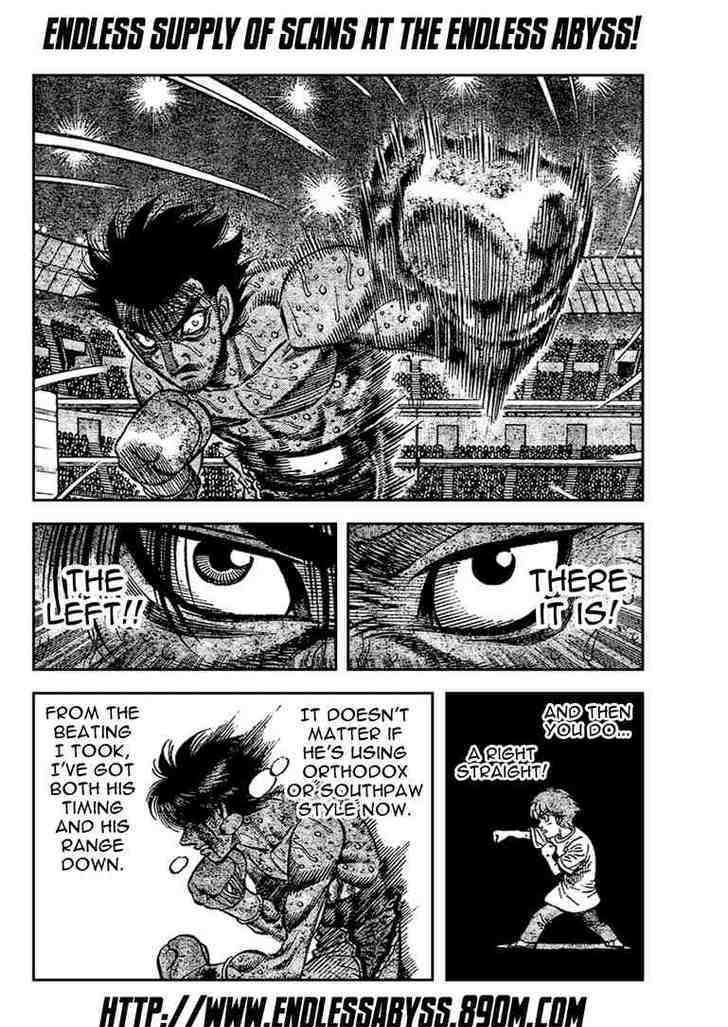 ENDLESS SUPPLY OF SCANS AT THE ENDLESS ABYSS!
THERE
IT IS!
THE
LEFT!!
AND THEN
YOU DO...
A RIGHT
STRAIGHT!
IT DOESN'T
MATTER IF
HE'S USING
ORTHODOX
OR SOUTHPAW
STYLE NOW.
FROM THE
BEATING
I TOOK,
I'VE GOT
BOTH HIS
TIMING
AND HIS
RANGE
DOWN.
HTTP://WWW.ENDLESSABYSS.890M.COM